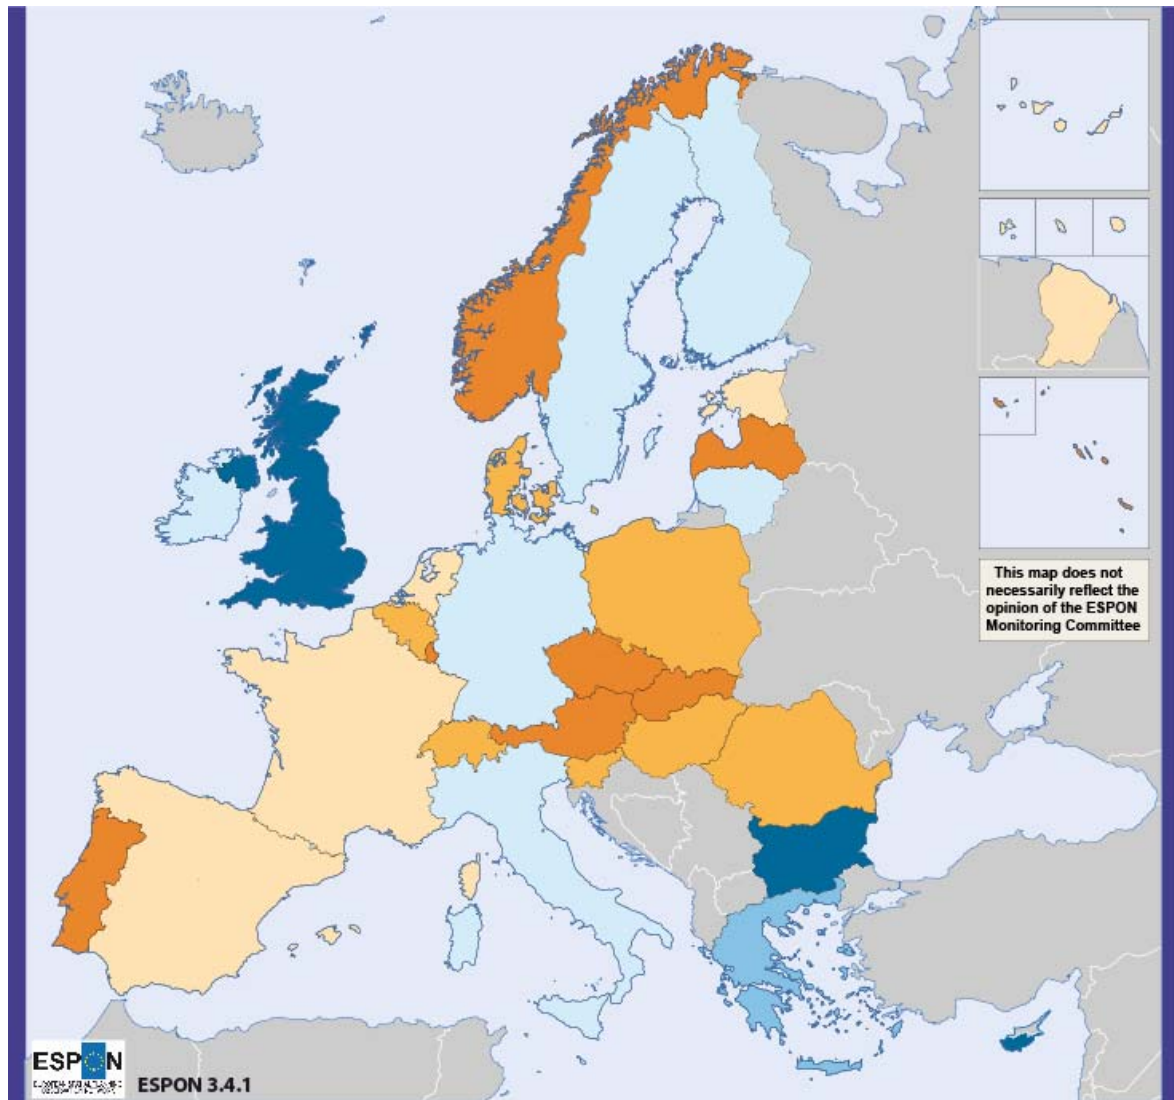 This map does not
necessarily reflect the
opinion of the ESPON
Monitoring Committee
ESPON
ESPON 3.4.1